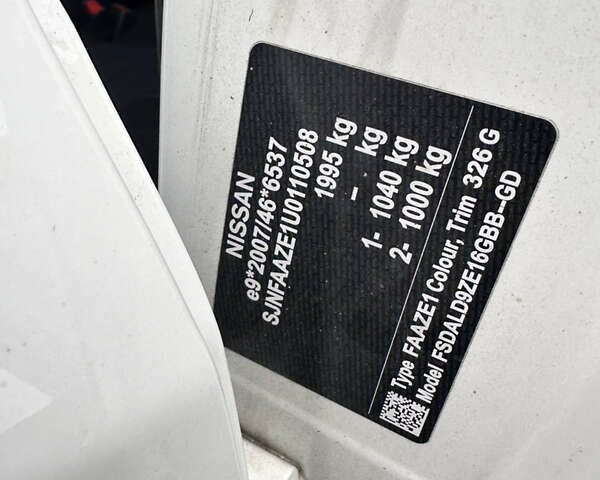 NISSAN
e9*2007/46*6537
SJNFAAZE1U0110508
1995 kg
– kg
1- 1040 kg
2- 1000 kg
Type FAAZE1 Colour, Trim 326 G
Model FSDALD9ZE16GBB-GD